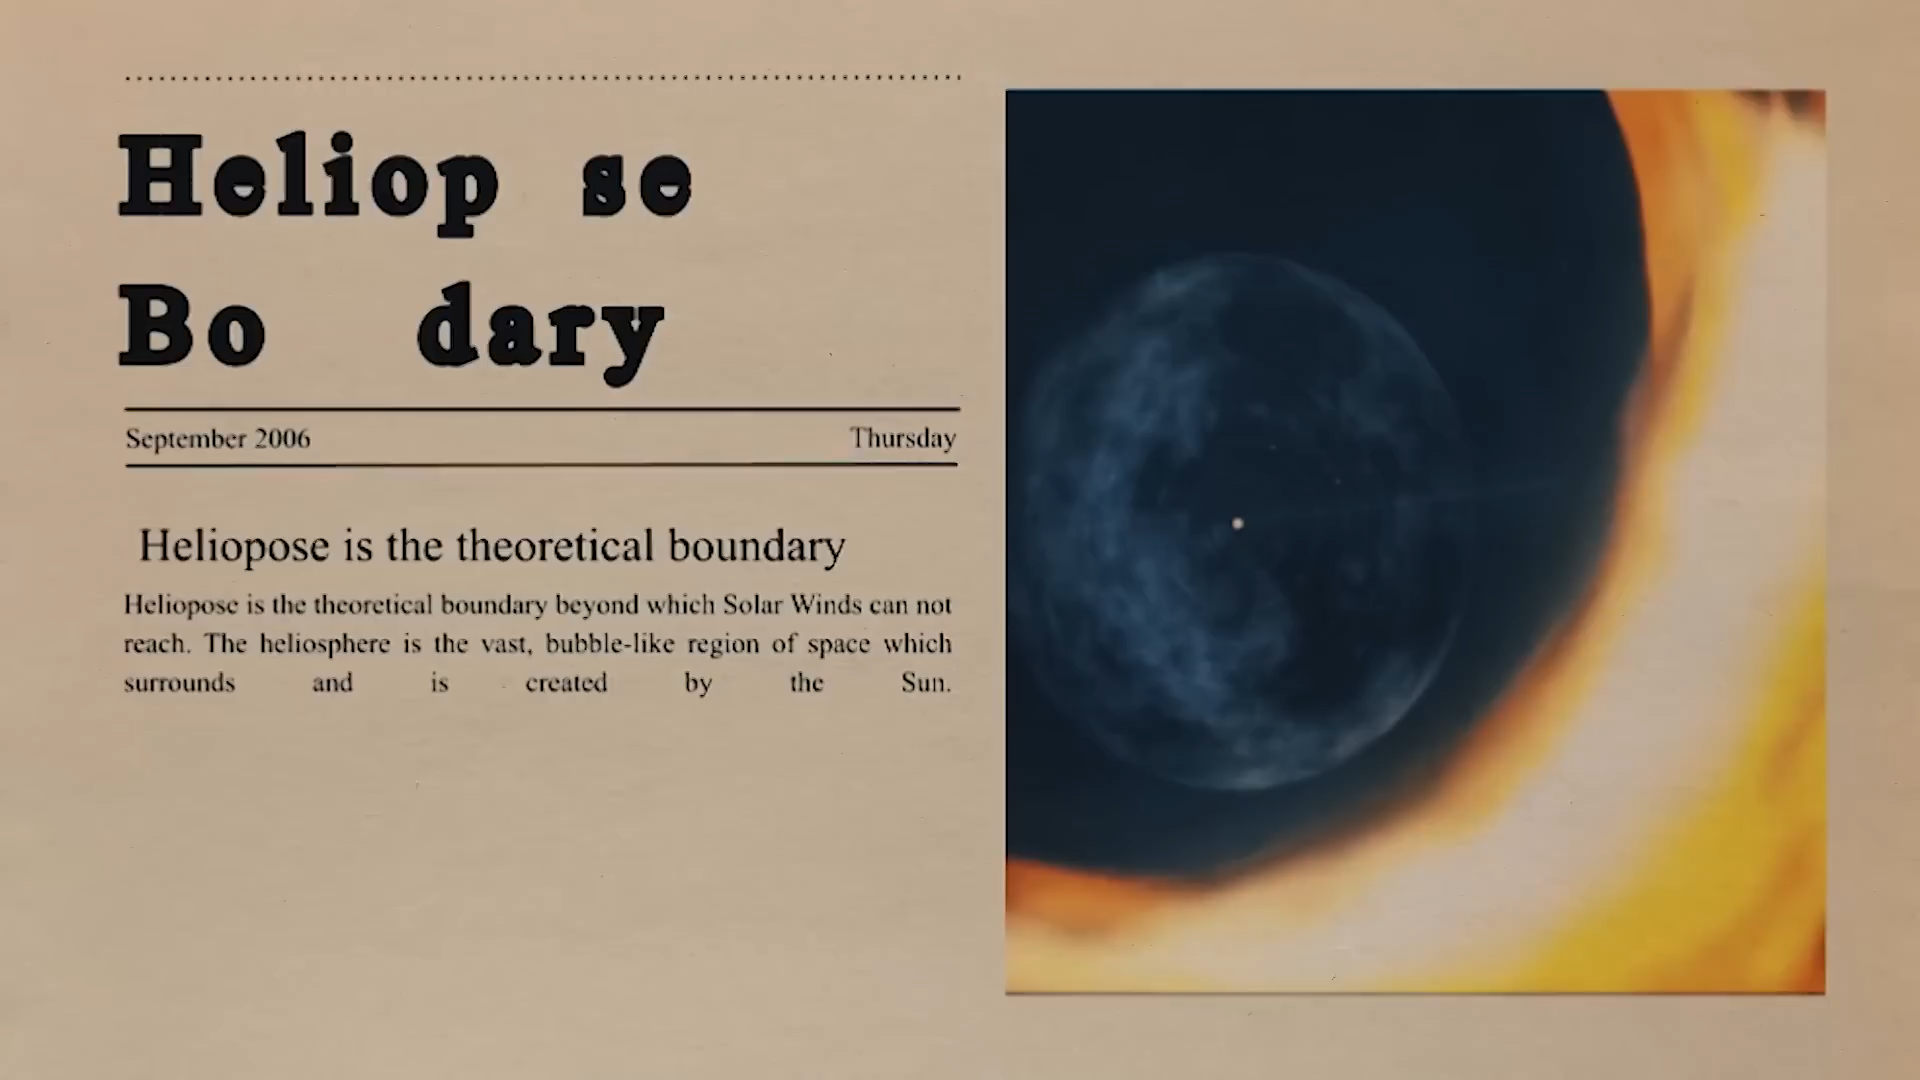 Heliop se
Bo dary
September 2006 Thursday
Heliopose is the theoretical boundary
Heliopose is the theoretical boundary beyond which Solar Winds can not
reach. The heliosphere is the vast, bubble-like region of space which
surrounds and is created by the Sun.